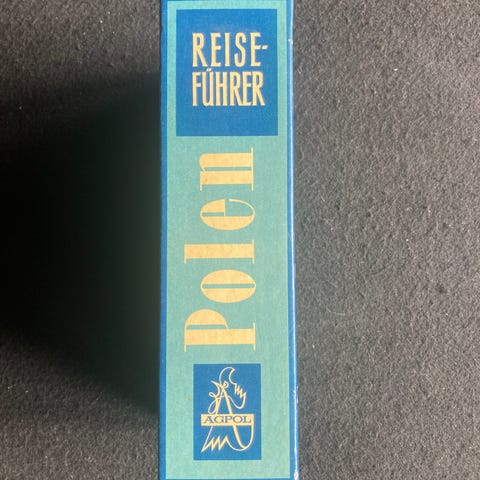 REISE-
FÜHRER
Polen
AGPOL